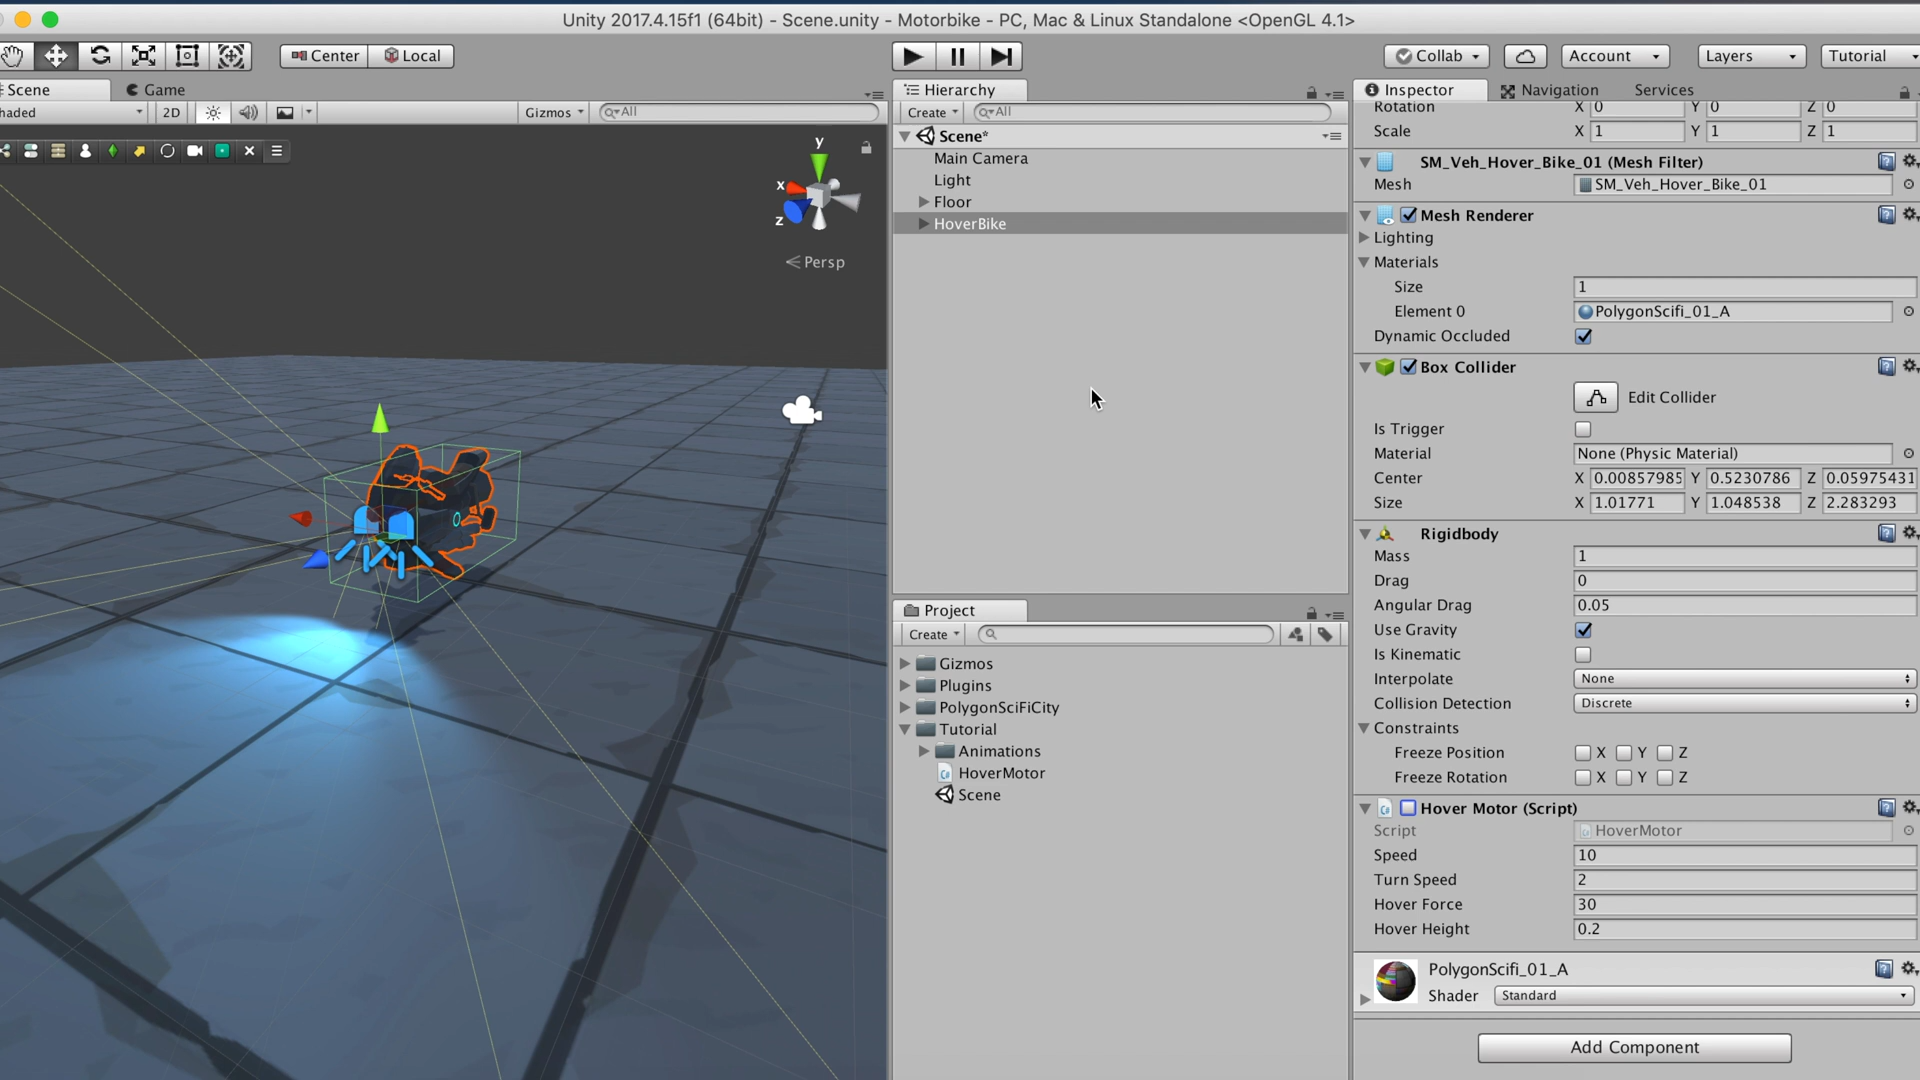 Unity 2017.4.15f1 (64bit) - Scene.unity - Motorbike - PC, Mac & Linux Standalone <OpenGL 4.1>
Center Local Collab Account Layers Tutorial
Scene Game
haded 2D Gizmos All
y
x
z
Persp
Hierarchy
Create All
Scene*
Main Camera
Light
Floor
HoverBike
Project
Create
Gizmos
Plugins
PolygonSciFiCity
Tutorial
Animations
HoverMotor
Scene
Inspector Navigation Services
Rotation X 0 Y 0 Z 0
Scale X 1 Y 1 Z 1
SM_Veh_Hover_Bike_01 (Mesh Filter)
Mesh SM_Veh_Hover_Bike_01
Mesh Renderer
Lighting
Materials
Size 1
Element 0 PolygonScifi_01_A
Dynamic Occluded
Box Collider
Edit Collider
Is Trigger
Material None (Physic Material)
Center X 0.00857985 Y 0.5230786 Z 0.05975431
Size X 1.01771 Y 1.048538 Z 2.283293
Rigidbody
Mass 1
Drag 0
Angular Drag 0.05
Use Gravity
Is Kinematic
Interpolate None
Collision Detection Discrete
Constraints
Freeze Position X Y Z
Freeze Rotation X Y Z
Hover Motor (Script)
Script HoverMotor
Speed 10
Turn Speed 2
Hover Force 30
Hover Height 0.2
PolygonScifi_01_A
Shader Standard
Add Component